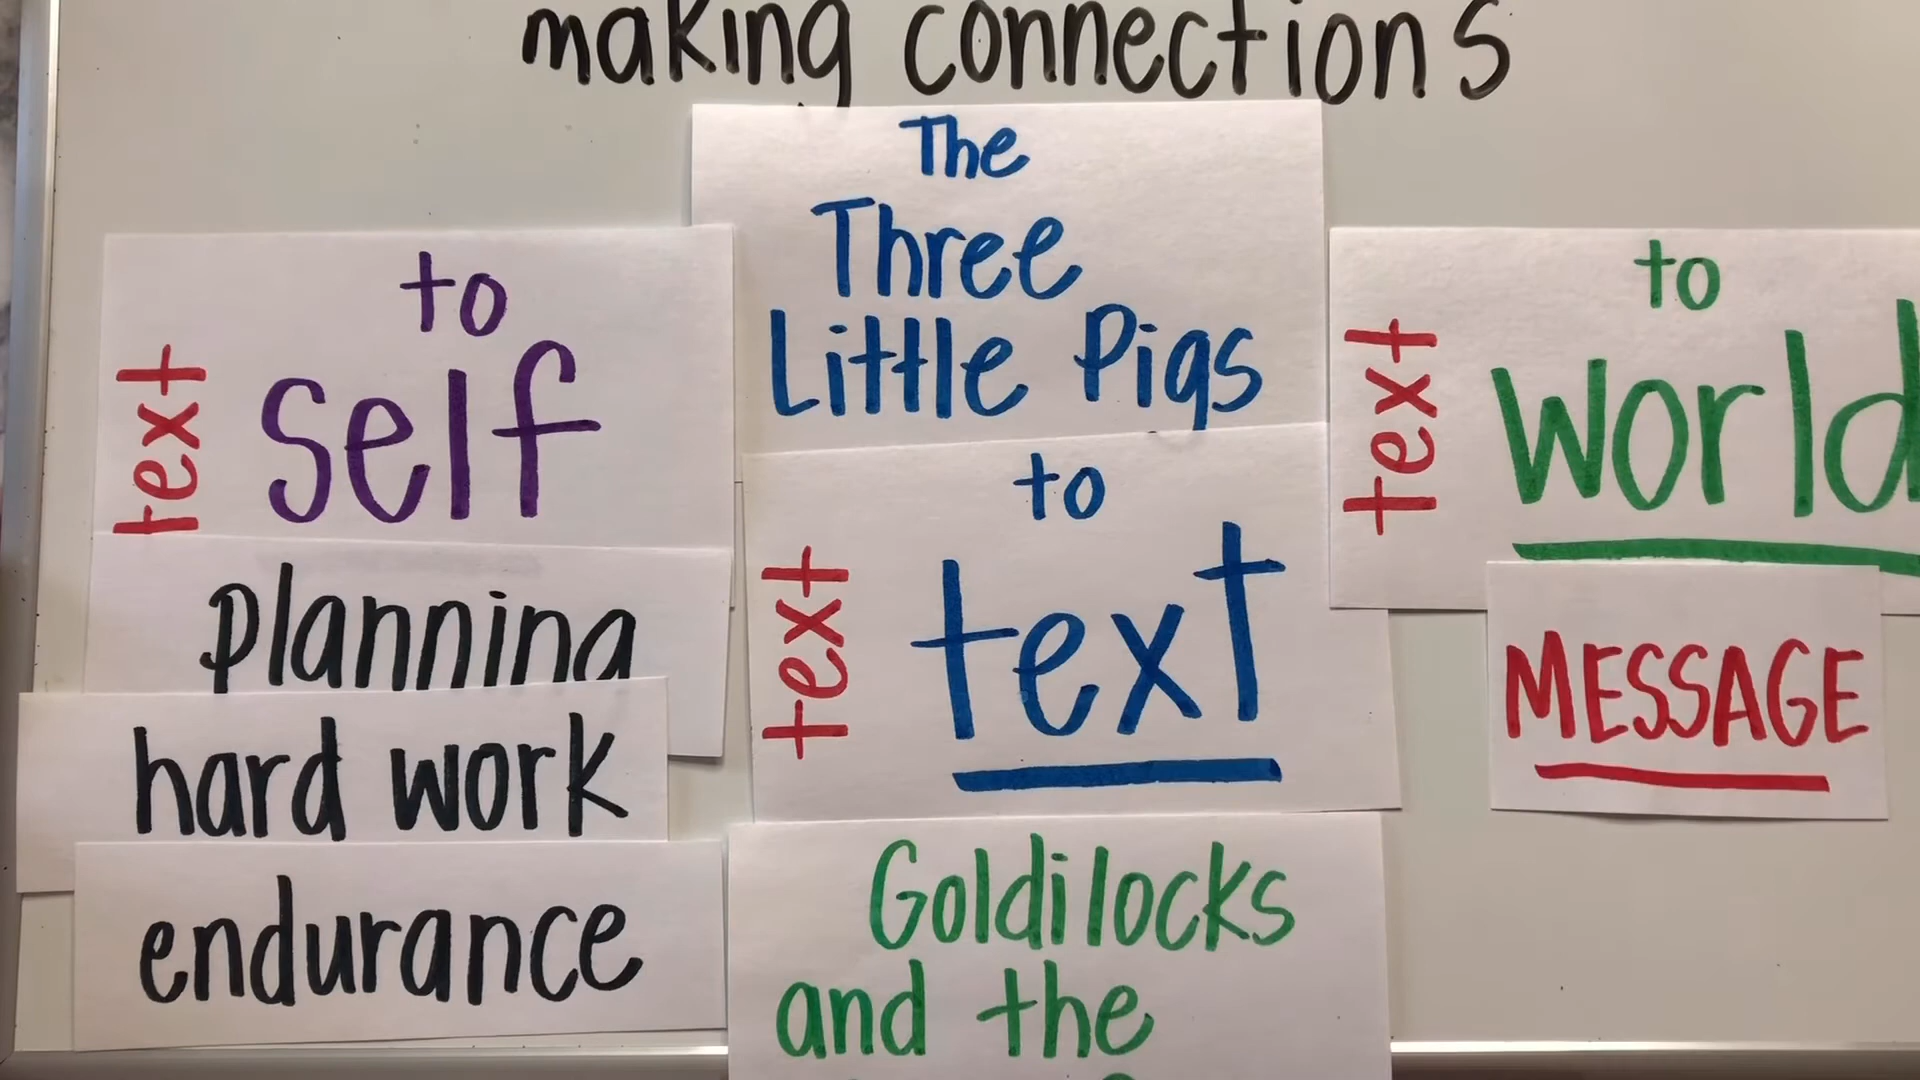 making connections
The
Three
Little Pigs
text
to
self
planning
hard work
endurance
text
to
text
Goldilocks
and the
text
to
world
MESSAGE